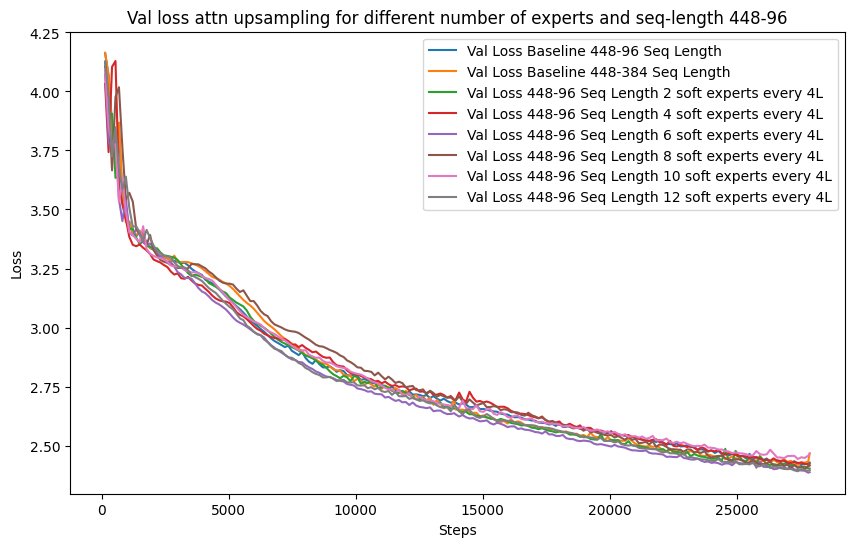 Val loss attn upsampling for different number of experts and seq-length 448-96
4.25
4.00
3.75
3.50
3.25
3.00
2.75
2.50
Loss
Val Loss Baseline 448-96 Seq Length
Val Loss Baseline 448-384 Seq Length
Val Loss 448-96 Seq Length 2 soft experts every 4L
Val Loss 448-96 Seq Length 4 soft experts every 4L
Val Loss 448-96 Seq Length 6 soft experts every 4L
Val Loss 448-96 Seq Length 8 soft experts every 4L
Val Loss 448-96 Seq Length 10 soft experts every 4L
Val Loss 448-96 Seq Length 12 soft experts every 4L
0 5000 10000 15000 20000 25000
Steps